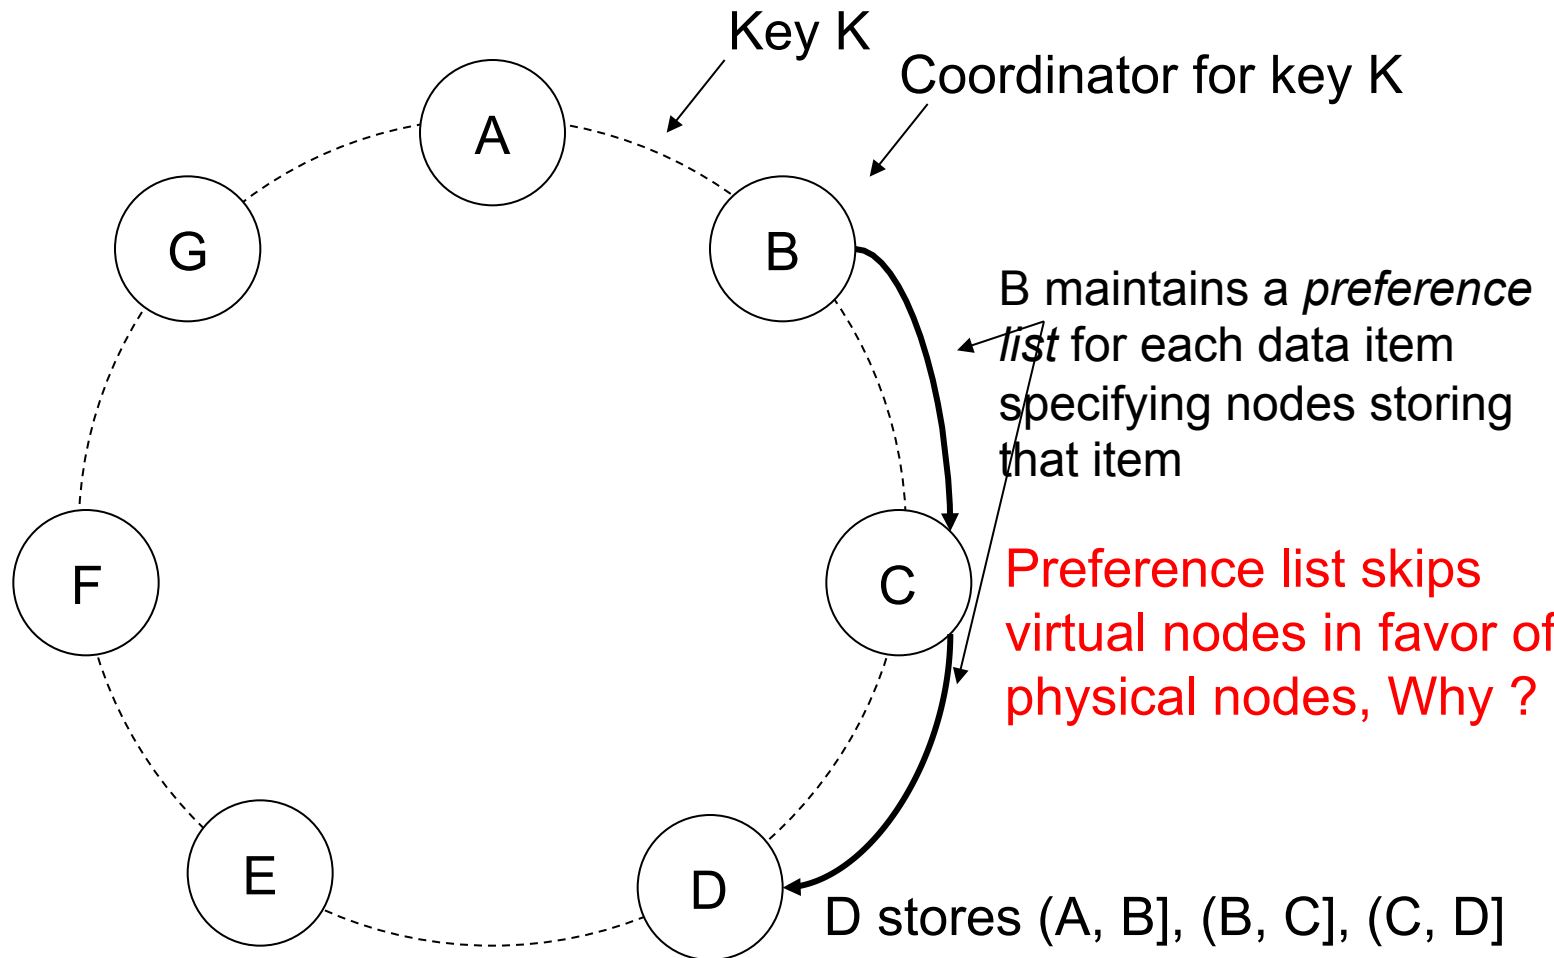 Key K
Coordinator for key K
A
G
B
B maintains a preference
list for each data item
specifying nodes storing
that item
F
C
Preference list skips
virtual nodes in favor of
physical nodes, Why ?
E
D
D stores (A, B], (B, C], (C, D]